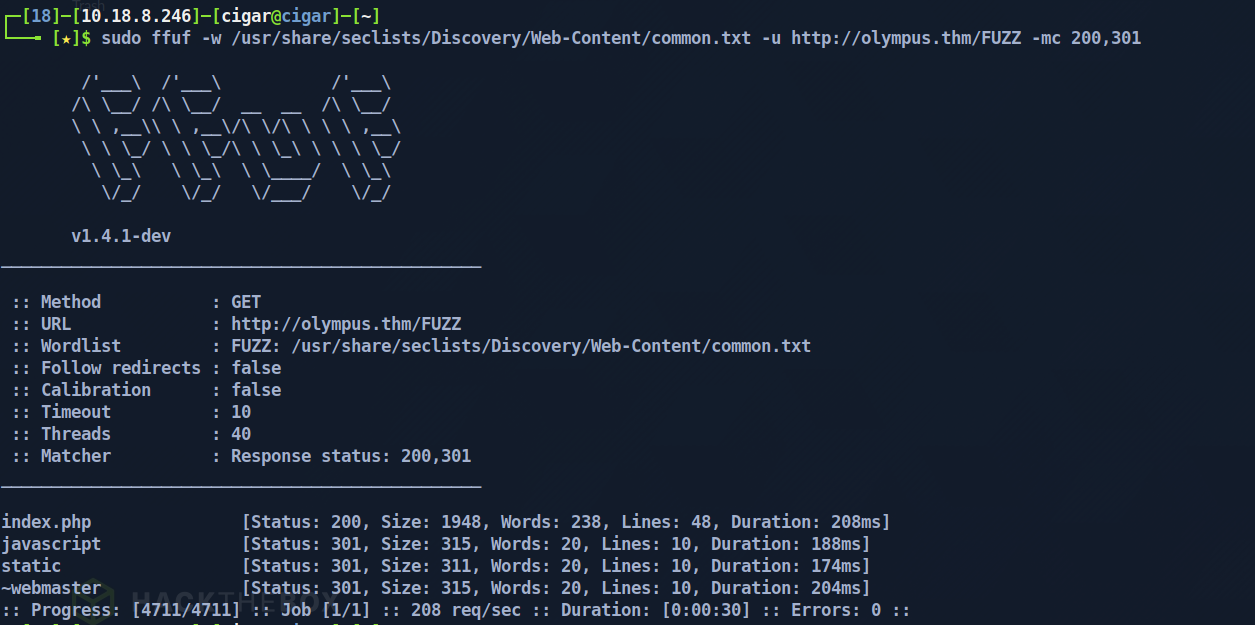 ┌─[18]─[10.18.8.246]─[cigar@cigar]─[~]
└──╼ [★]$ sudo ffuf -w /usr/share/seclists/Discovery/Web-Content/common.txt -u http://olympus.thm/FUZZ -mc 200,301
        /'___\  /'___\           /'___\
       /\ \__/ /\ \__/  __  __  /\ \__/
       \ \ ,__\\ \ ,__\/\ \/\ \ \ \ ,__\
        \ \ \_/ \ \ \_/\ \ \_\ \ \ \ \_/
         \ \_\   \ \_\  \ \____/  \ \_\
          \/_/    \/_/   \/___/    \/_/
       v1.4.1-dev
________________________________________________
 :: Method           : GET
 :: URL              : http://olympus.thm/FUZZ
 :: Wordlist         : FUZZ: /usr/share/seclists/Discovery/Web-Content/common.txt
 :: Follow redirects : false
 :: Calibration      : false
 :: Timeout          : 10
 :: Threads          : 40
 :: Matcher          : Response status: 200,301
________________________________________________
index.php               [Status: 200, Size: 1948, Words: 238, Lines: 48, Duration: 208ms]
javascript              [Status: 301, Size: 315, Words: 20, Lines: 10, Duration: 188ms]
static                  [Status: 301, Size: 311, Words: 20, Lines: 10, Duration: 174ms]
~webmaster              [Status: 301, Size: 315, Words: 20, Lines: 10, Duration: 204ms]
HACKTHEBOX
:: Progress: [4711/4711] :: Job [1/1] :: 208 req/sec :: Duration: [0:00:30] :: Errors: 0 ::